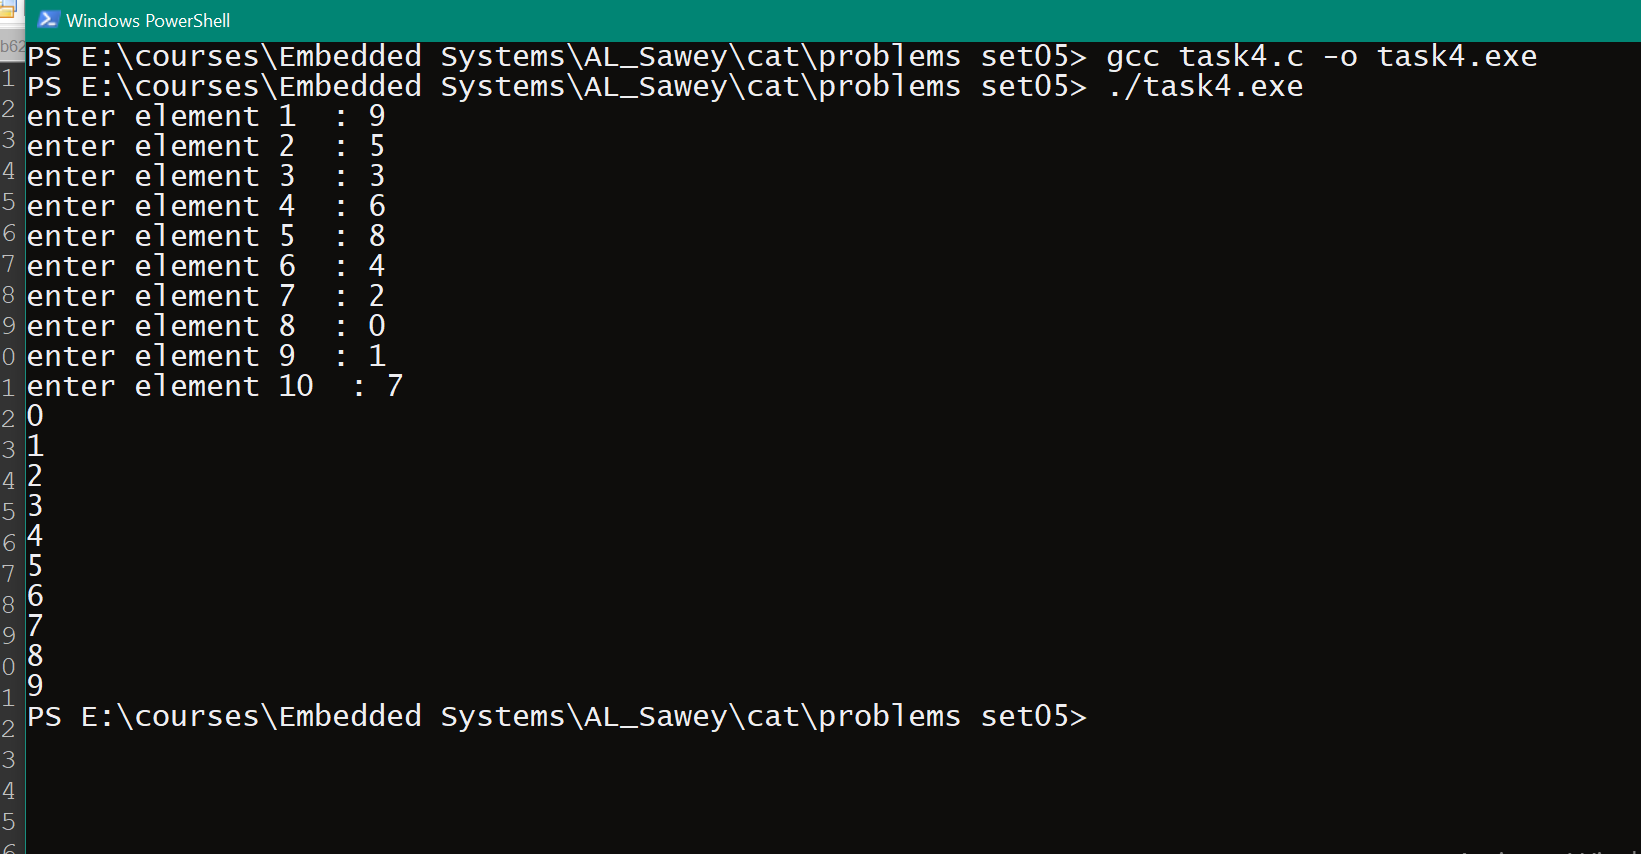 Windows PowerShell
b62
PS E:\courses\Embedded Systems\AL_Sawey\cat\problems set05> gcc task4.c -o task4.exe
PS E:\courses\Embedded Systems\AL_Sawey\cat\problems set05> ./task4.exe
enter element 1  : 9
enter element 2  : 5
enter element 3  : 3
enter element 4  : 6
enter element 5  : 8
enter element 6  : 4
enter element 7  : 2
enter element 8  : 0
enter element 9  : 1
enter element 10  : 7
0
1
2
3
4
5
6
7
8
9
PS E:\courses\Embedded Systems\AL_Sawey\cat\problems set05>
1
2
3
4
5
6
7
8
9
0
1
2
3
4
5
6
7
8
9
0
1
2
3
4
5